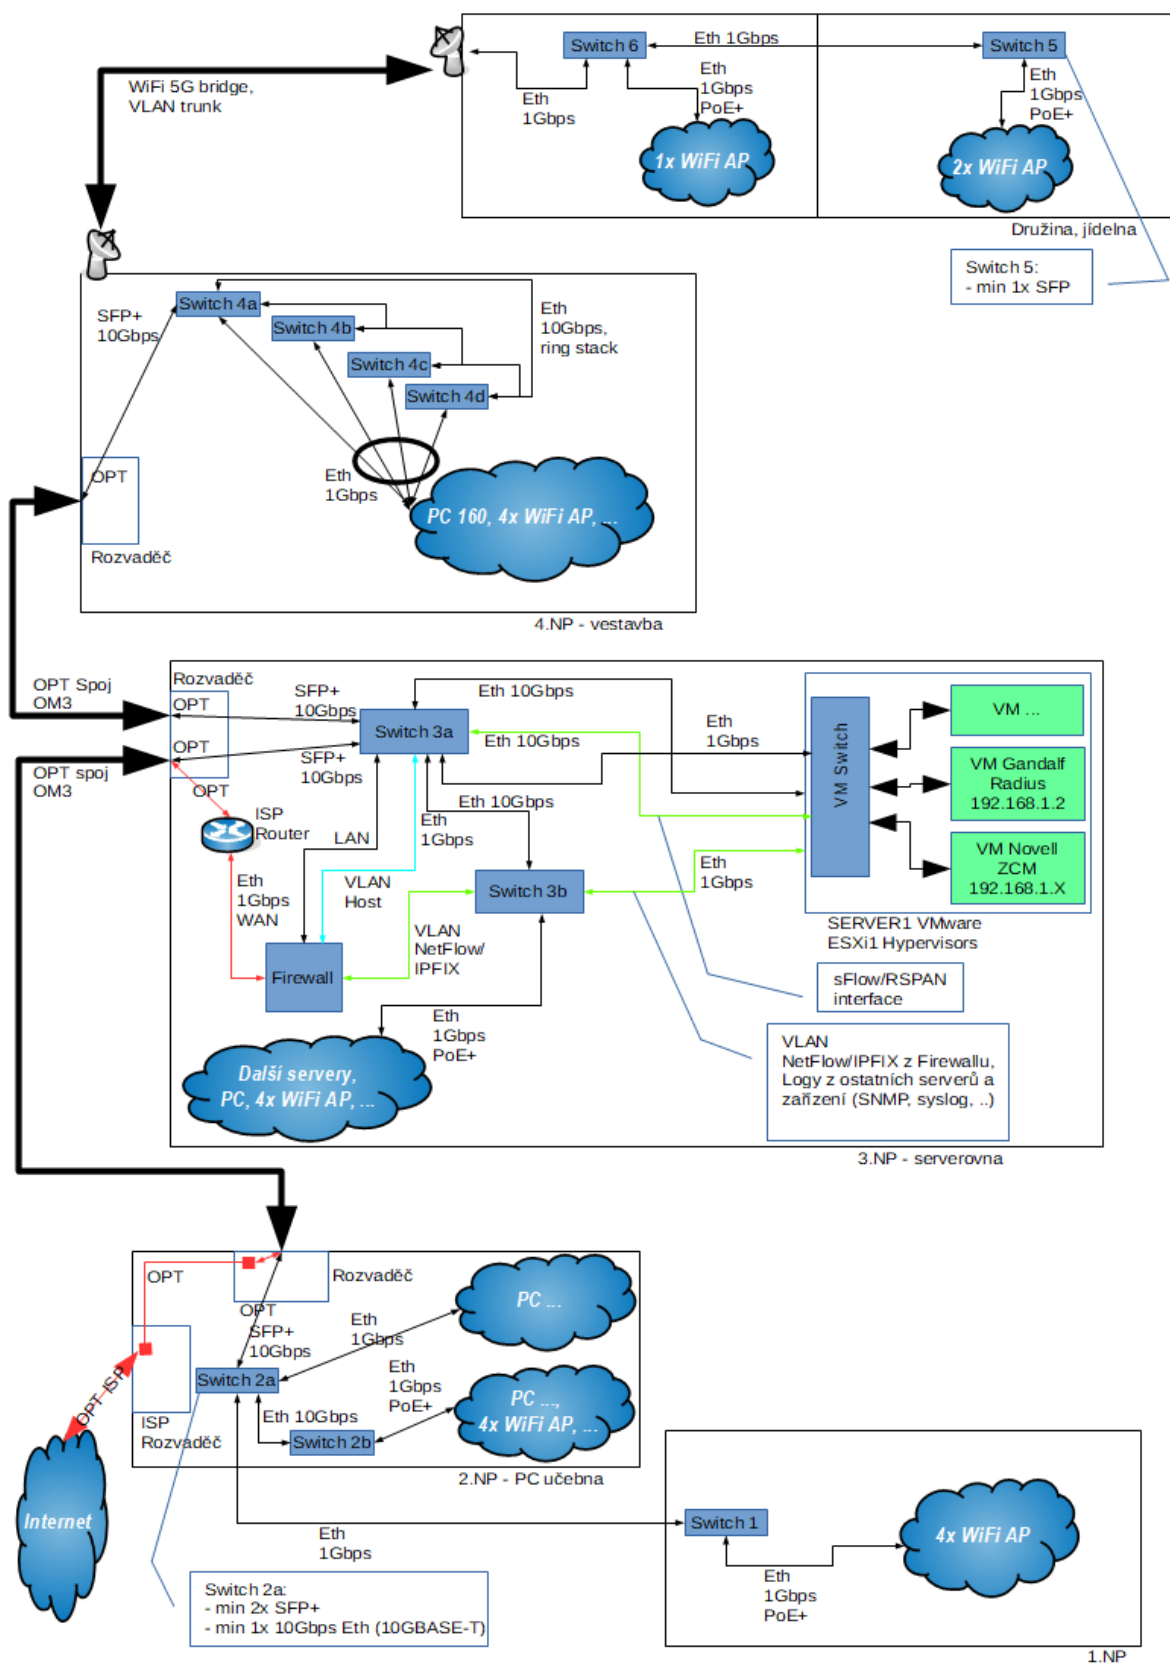 Switch 6
Eth 1Gbps
Switch 5
WiFi 5G bridge,
VLAN trunk
Eth
1Gbps
Eth
1Gbps
PoE+
Eth
1Gbps
PoE+
1x WiFi AP
2x WiFi AP
Družina, jídelna
Switch 5:
- min 1x SFP
SFP+
10Gbps
Switch 4a
Switch 4b
Switch 4c
Switch 4d
Eth
10Gbps,
ring stack
OPT
Rozvaděč
Eth
1Gbps
PC 160, 4x WiFi AP, ...
4.NP - vestavba
OPT Spoj
OM3
OPT spoj
OM3
Rozvaděč
OPT
OPT
OPT
SFP+
10Gbps
SFP+
10Gbps
Switch 3a
Eth 10Gbps
Eth 10Gbps
Eth
1Gbps
VM Switch
VM ...
VM Gandalf
Radius
192.168.1.2
VM Novell
ZCM
192.168.1.X
SERVER1 VMware
ESXi1 Hypervisors
ISP
Router
LAN
Eth 10Gbps
Eth
1Gbps
Eth
1Gbps
Eth
1Gbps
WAN
VLAN
Host
Switch 3b
VLAN
NetFlow/
IPFIX
Firewall
Eth
1Gbps
PoE+
sFlow/RSPAN
interface
VLAN
NetFlow/IPFIX z Firewallu,
Logy z ostatních serverů a
zařízení (SNMP, syslog, ..)
Další servery,
PC, 4x WiFi AP, ...
3.NP - serverovna
OPT
Rozvaděč
OPT
SFP+
10Gbps
Eth
1Gbps
PC ...
Switch 2a
Eth
1Gbps
PoE+
PC ...,
4x WiFi AP, ...
Eth 10Gbps
Switch 2b
OPT ISP
ISP
Rozvaděč
2.NP - PC učebna
Internet
Eth
1Gbps
Switch 1
4x WiFi AP
Eth
1Gbps
PoE+
Switch 2a:
- min 2x SFP+
- min 1x 10Gbps Eth (10GBASE-T)
1.NP